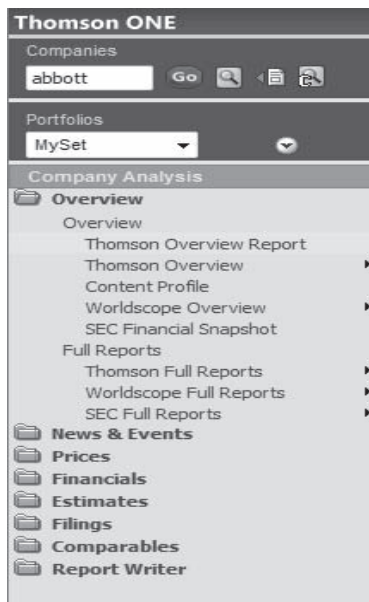 Thomson ONE
Companies
abbott Go
Portfolios
MySet
Company Analysis
Overview
Overview
Thomson Overview Report
Thomson Overview
Content Profile
Worldscope Overview
SEC Financial Snapshot
Full Reports
Thomson Full Reports
Worldscope Full Reports
SEC Full Reports
News & Events
Prices
Financials
Estimates
Filings
Comparables
Report Writer